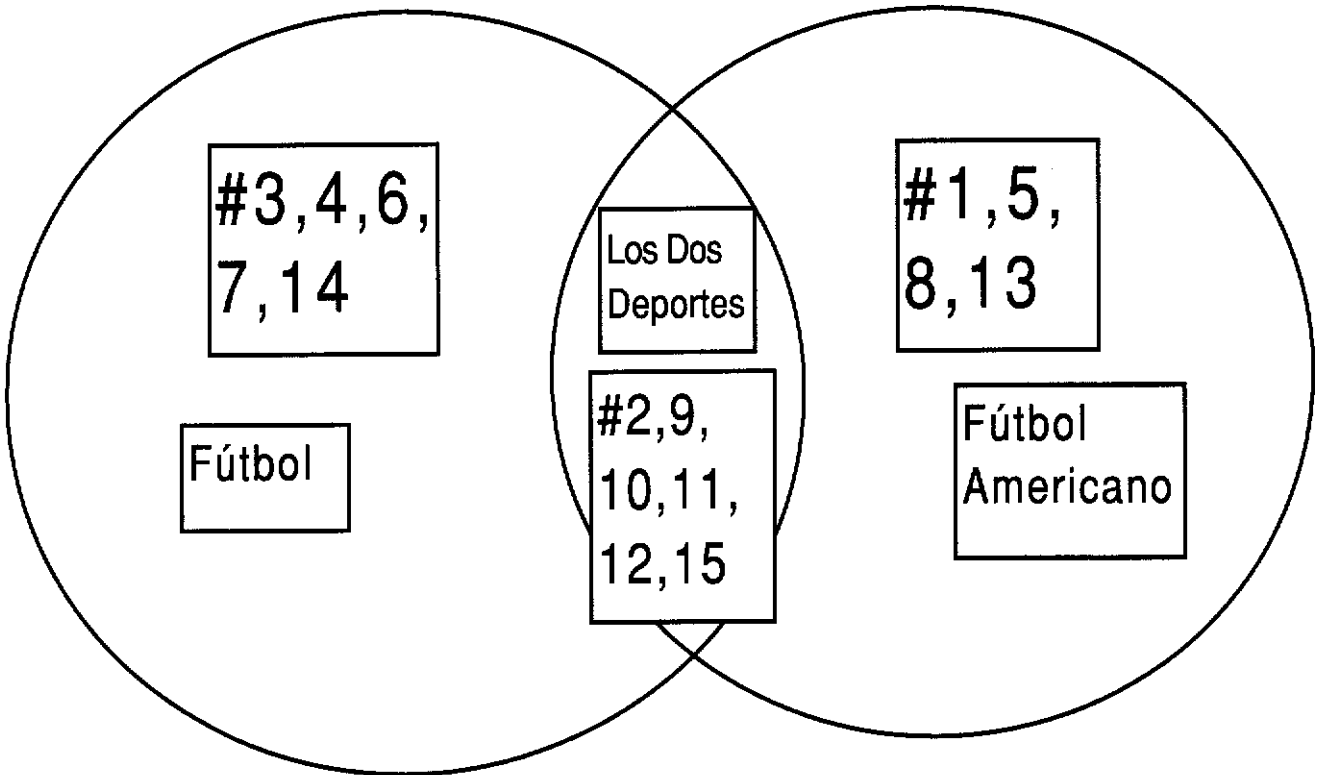 #3,4,6,
7,14
Fútbol
Los Dos
Deportes
#2,9,
10,11,
12,15
#1,5,
8,13
Fútbol
Americano